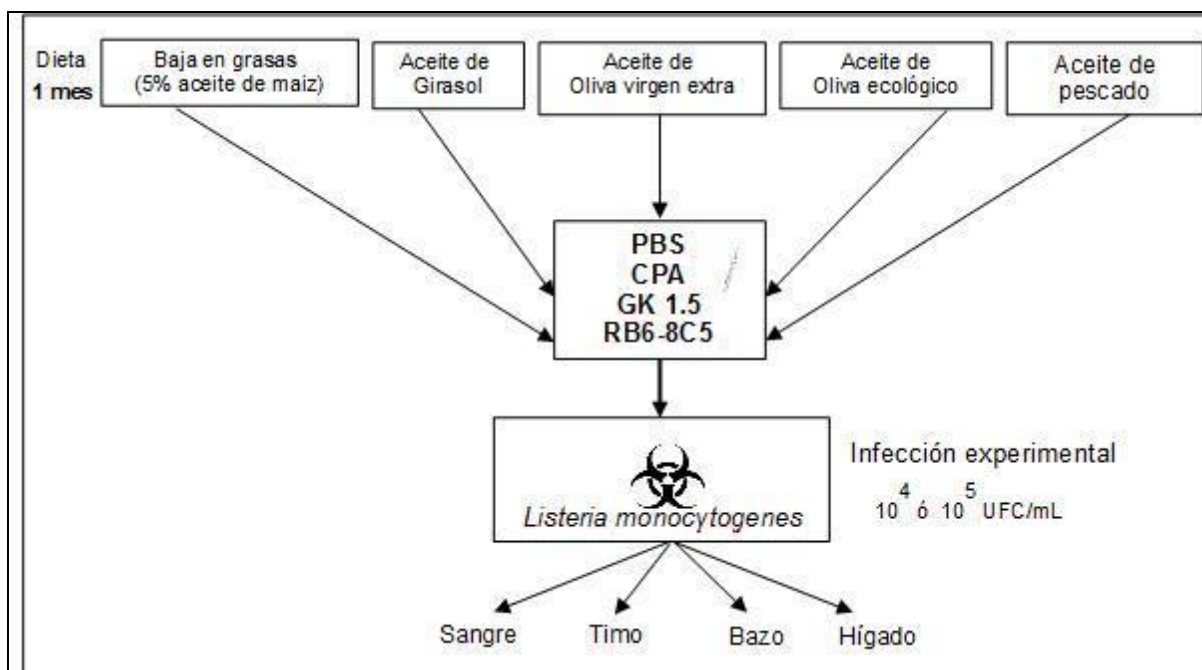 Dieta
1 mes
Baja en grasas
(5% aceite de maiz)
Aceite de
Girasol
Aceite de
Oliva virgen extra
Aceite de
Oliva ecológico
Aceite de
pescado
PBS
CPA
GK 1.5
RB6-8C5
Listeria monocytogenes
Infección experimental
10^4 ó 10^5 UFC/mL
Sangre
Timo
Bazo
Hígado